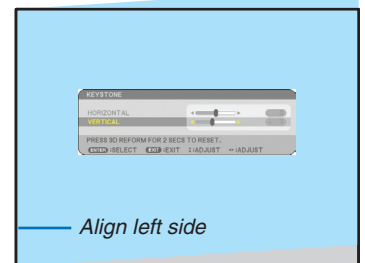 KEYSTONE
HORIZONTAL
VERTICAL
PRESS 3D REFORM FOR 2 SECS TO RESET.
ENTER :SELECT EXIT :EXIT ↕:ADJUST ↔:ADJUST
Align left side